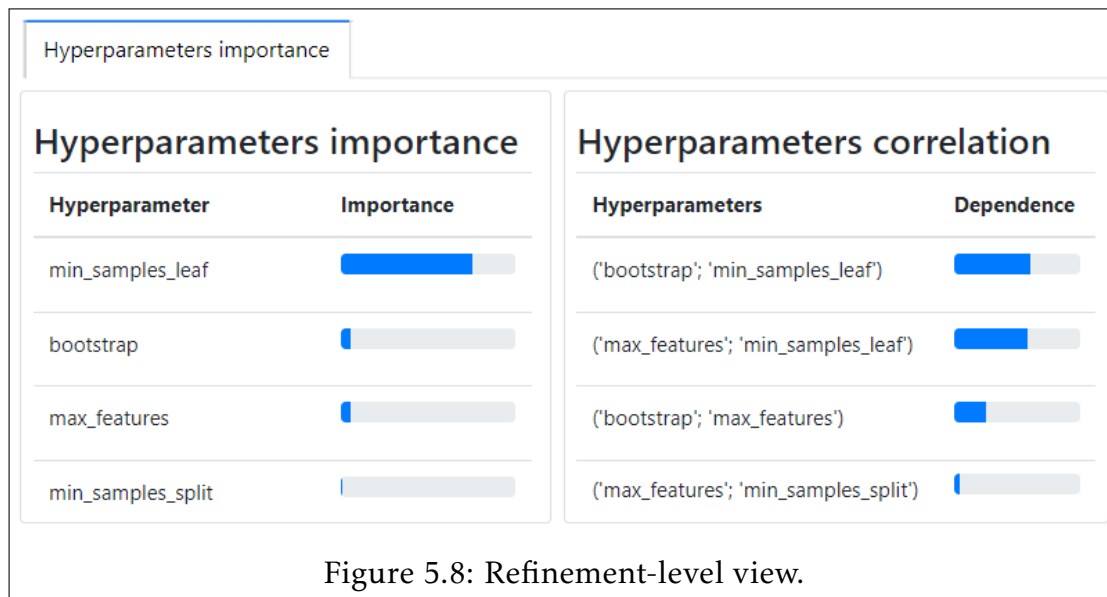 Hyperparameters importance
Hyperparameters importance
Hyperparameter Importance
min_samples_leaf
bootstrap
max_features
min_samples_split
Hyperparameters correlation
Hyperparameters Dependence
('bootstrap'; 'min_samples_leaf')
('max_features'; 'min_samples_leaf')
('bootstrap'; 'max_features')
('max_features'; 'min_samples_split')
Figure 5.8: Refinement-level view.